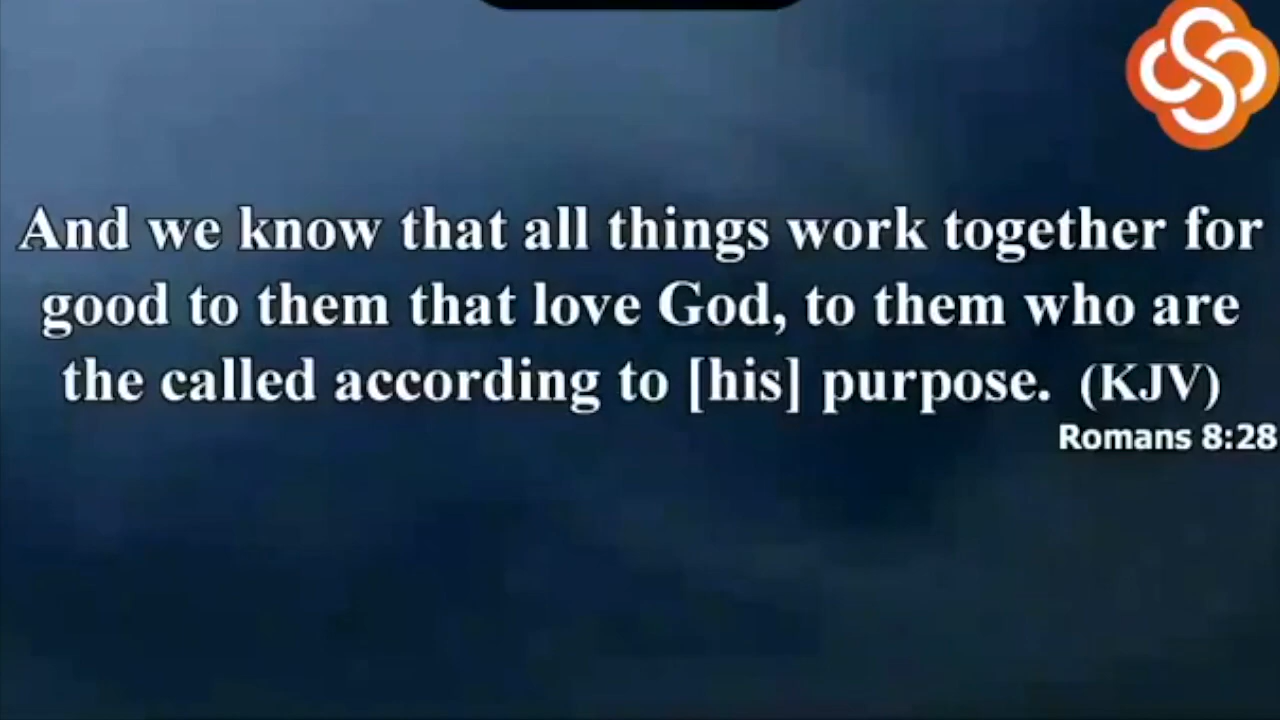 And we know that all things work together for
good to them that love God, to them who are
the called according to [his] purpose. (KJV)
Romans 8:28